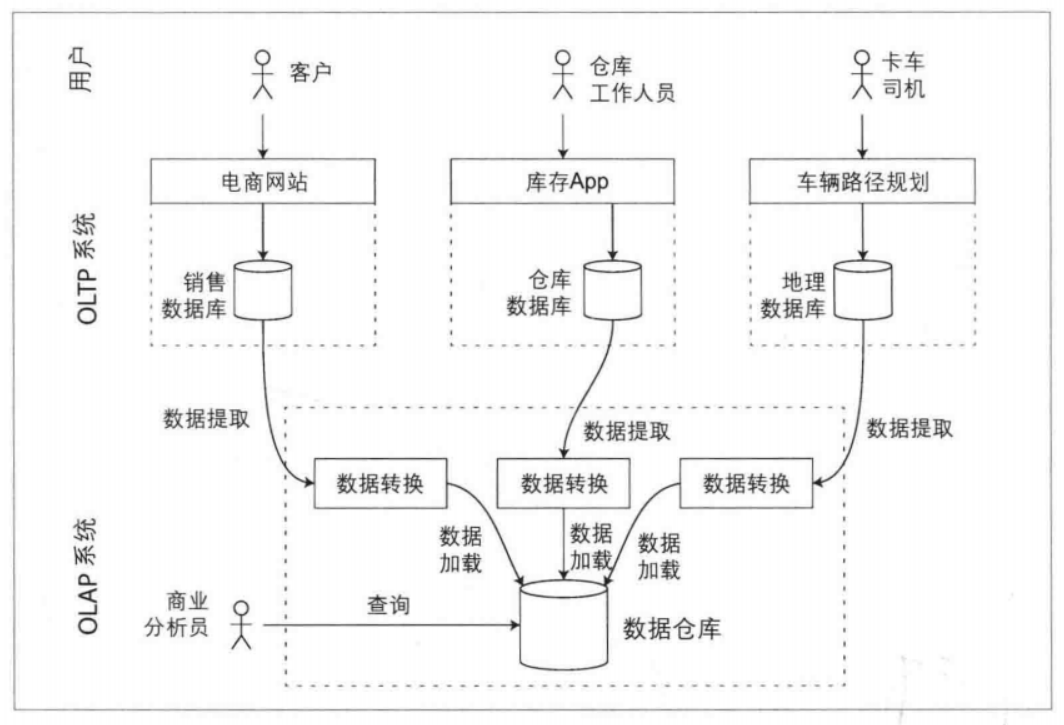 用户
客户
仓库
工作人员
卡车
司机
电商网站
库存App
车辆路径规划
OLTP 系统
销售
数据库
仓库
数据库
地理
数据库
数据提取
数据提取
数据提取
数据转换
数据转换
数据转换
OLAP 系统
数据
加载
数据
加载
数据
加载
商业
分析员
查询
数据仓库